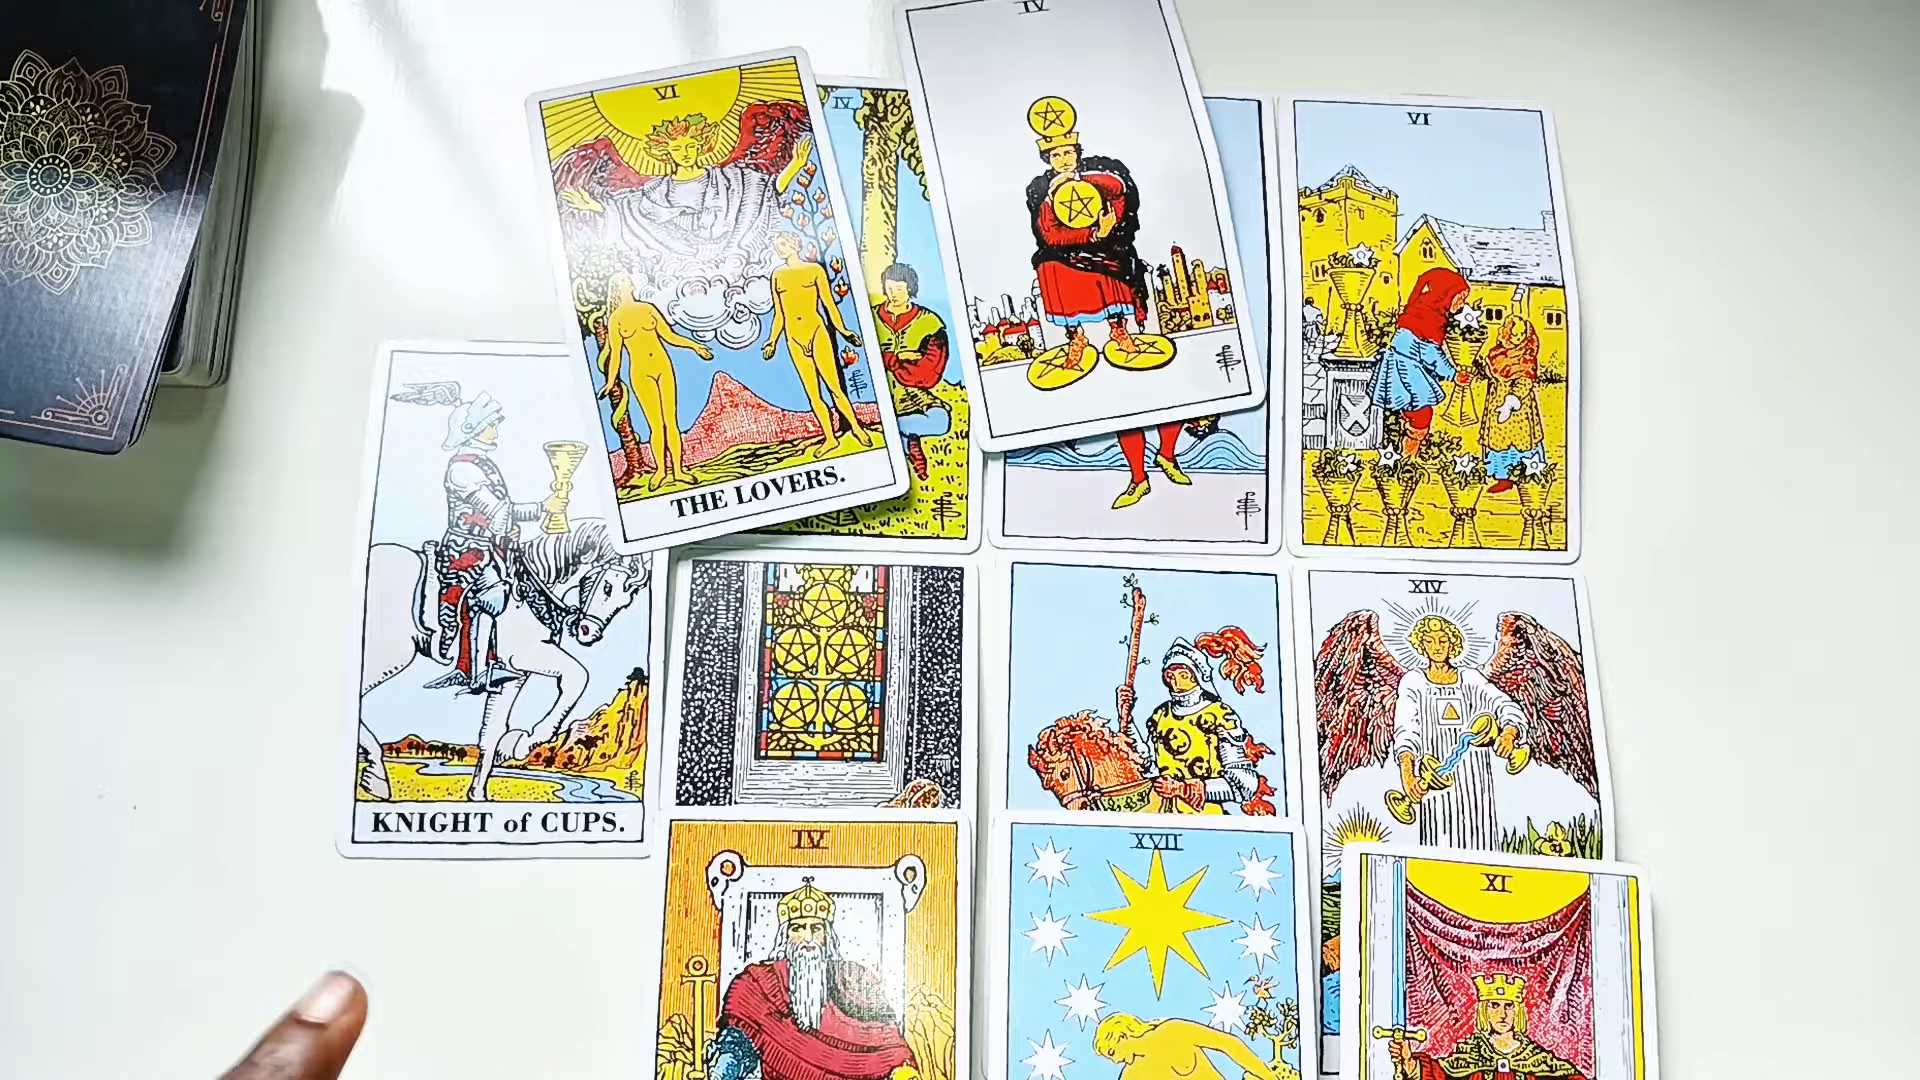 IV
VI
IV
VI
THE LOVERS.
XIV
KNIGHT of CUPS.
IV
XVII
XI